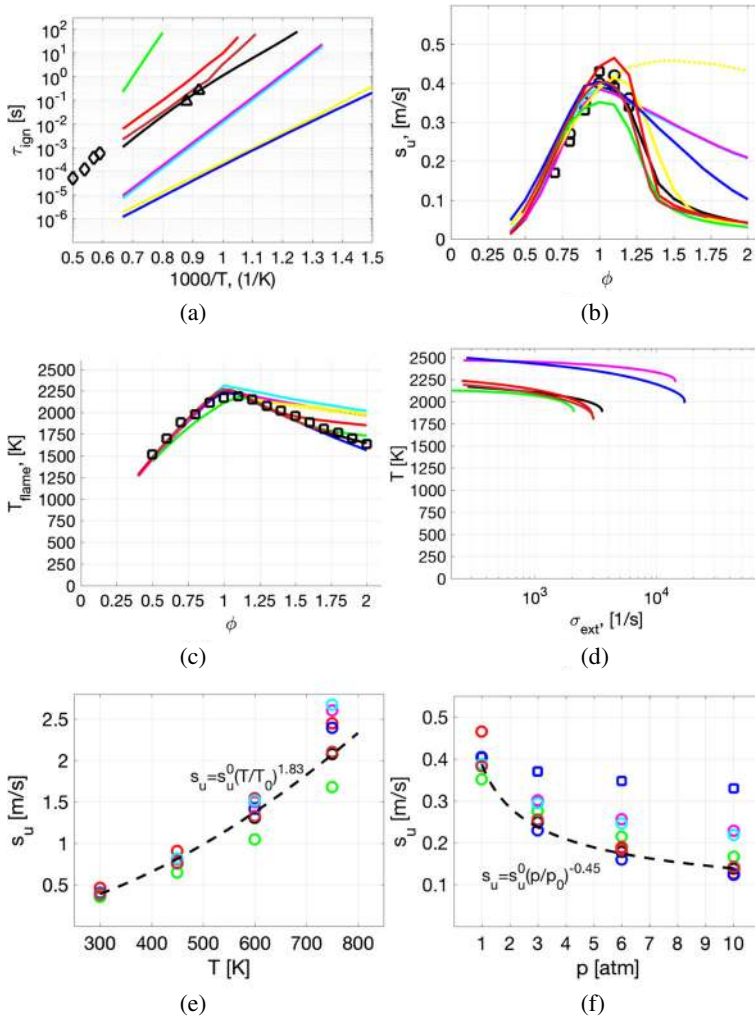 10^2
10^1
10^0
10^-1
10^-2
10^-3
10^-4
10^-5
10^-6
τ_ign [s]
0.5 0.6 0.7 0.8 0.9 1 1.1 1.2 1.3 1.4 1.5
1000/T, (1/K)
(a)
0.5
0.4
0.3
0.2
0.1
0
s_u, [m/s]
0 0.25 0.5 0.75 1 1.25 1.5 1.75 2
ϕ
(b)
2500
2250
2000
1750
1500
1250
1000
750
500
250
0
T_flame, [K]
0 0.25 0.5 0.75 1 1.25 1.5 1.75 2
ϕ
(c)
2500
2250
2000
1750
1500
1250
1000
750
500
250
0
T [K]
10^3 10^4
σ_ext, [1/s]
(d)
2.5
2
1.5
1
0.5
s_u [m/s]
s_u=s_u^0(T/T_0)^1.83
300 400 500 600 700 800
T [K]
(e)
0.5
0.4
0.3
0.2
0.1
s_u [m/s]
s_u=s_u^0(p/p_0)^-0.45
1 2 3 4 5 6 7 8 9 10
p [atm]
(f)